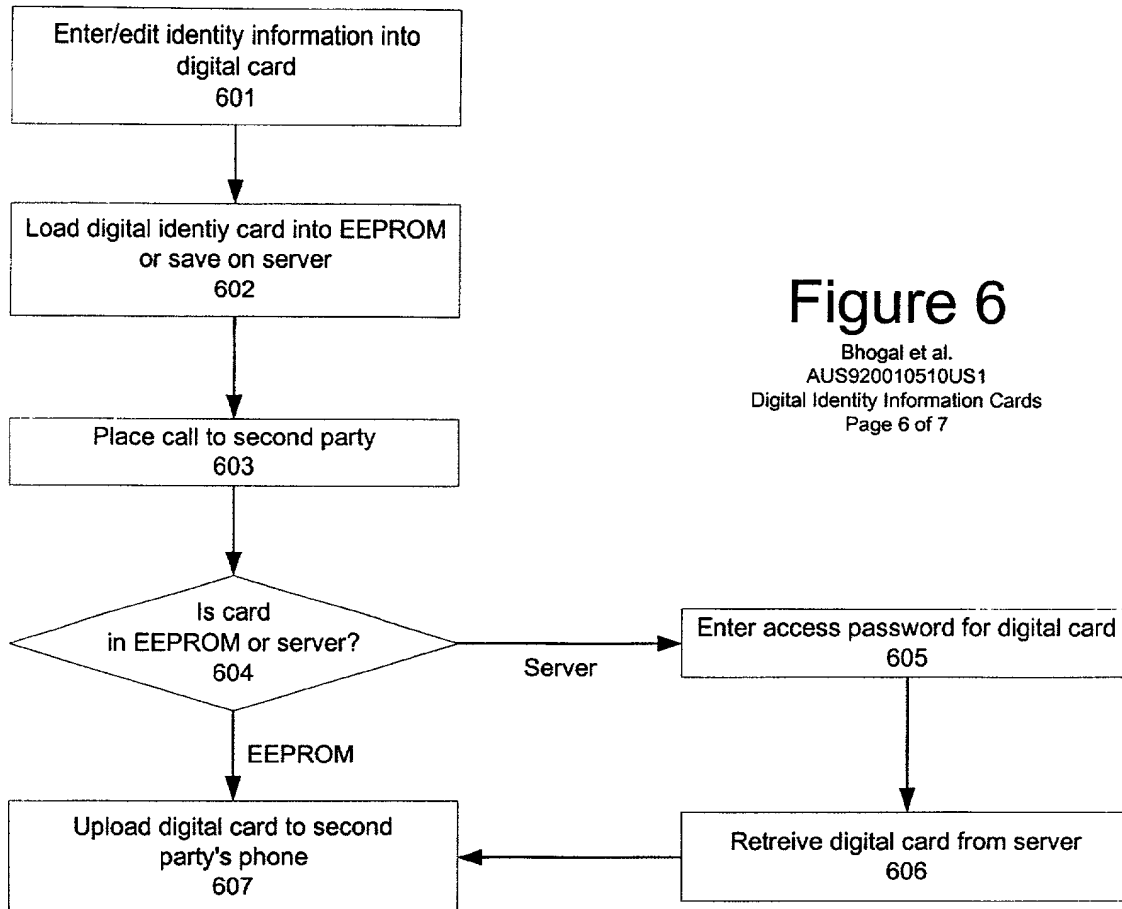 Enter/edit identity information into
digital card
601
Load digital identiy card into EEPROM
or save on server
602
Place call to second party
603
Is card
in EEPROM or server?
604
Server
EEPROM
Enter access password for digital card
605
Retreive digital card from server
606
Upload digital card to second
party's phone
607
Figure 6
Bhogal et al.
AUS920010510US1
Digital Identity Information Cards
Page 6 of 7